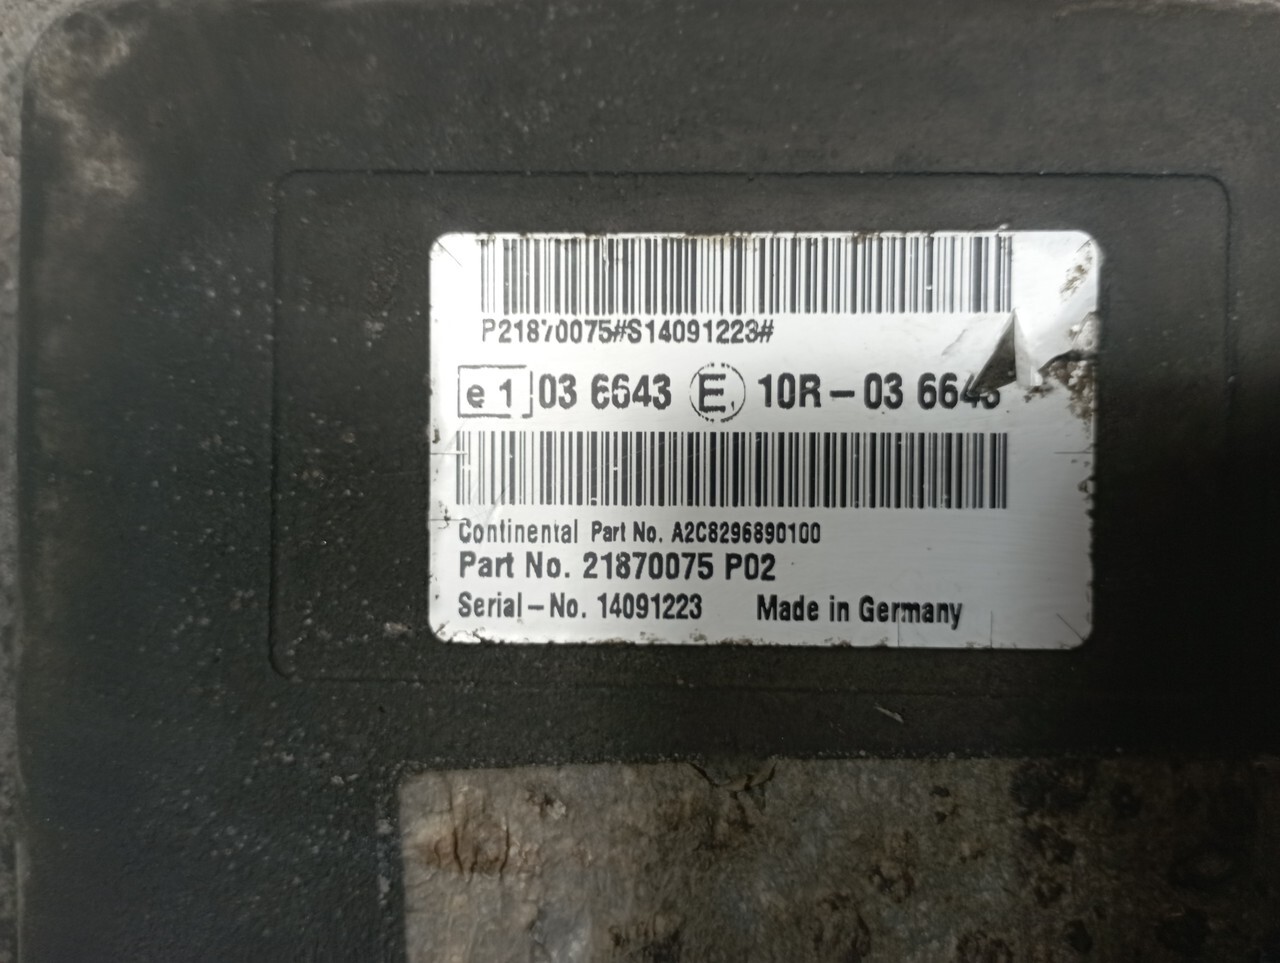 P21870075#S14091223#
e 1 03 6643 E 10R-03 6643
Continental Part No. A2C8296890100
Part No. 21870075 P02
Serial-No. 14091223 Made in Germany